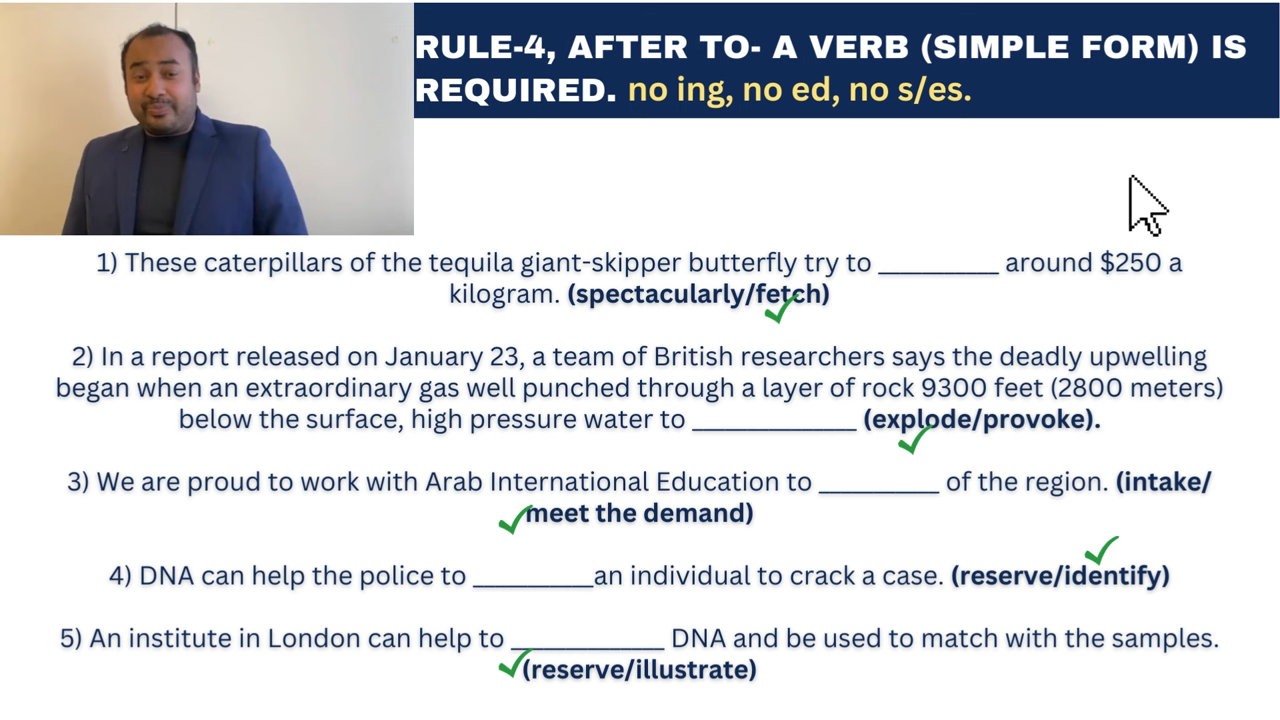 RULE-4, AFTER TO- A VERB (SIMPLE FORM) IS
REQUIRED. no ing, no ed, no s/es.
1) These caterpillars of the tequila giant-skipper butterfly try to __________ around $250 a
kilogram. (spectacularly/fetch)
2) In a report released on January 23, a team of British researchers says the deadly upwelling
began when an extraordinary gas well punched through a layer of rock 9300 feet (2800 meters)
below the surface, high pressure water to _____________ (explode/provoke).
3) We are proud to work with Arab International Education to __________ of the region. (intake/
meet the demand)
4) DNA can help the police to __________an individual to crack a case. (reserve/identify)
5) An institute in London can help to _____________ DNA and be used to match with the samples.
(reserve/illustrate)